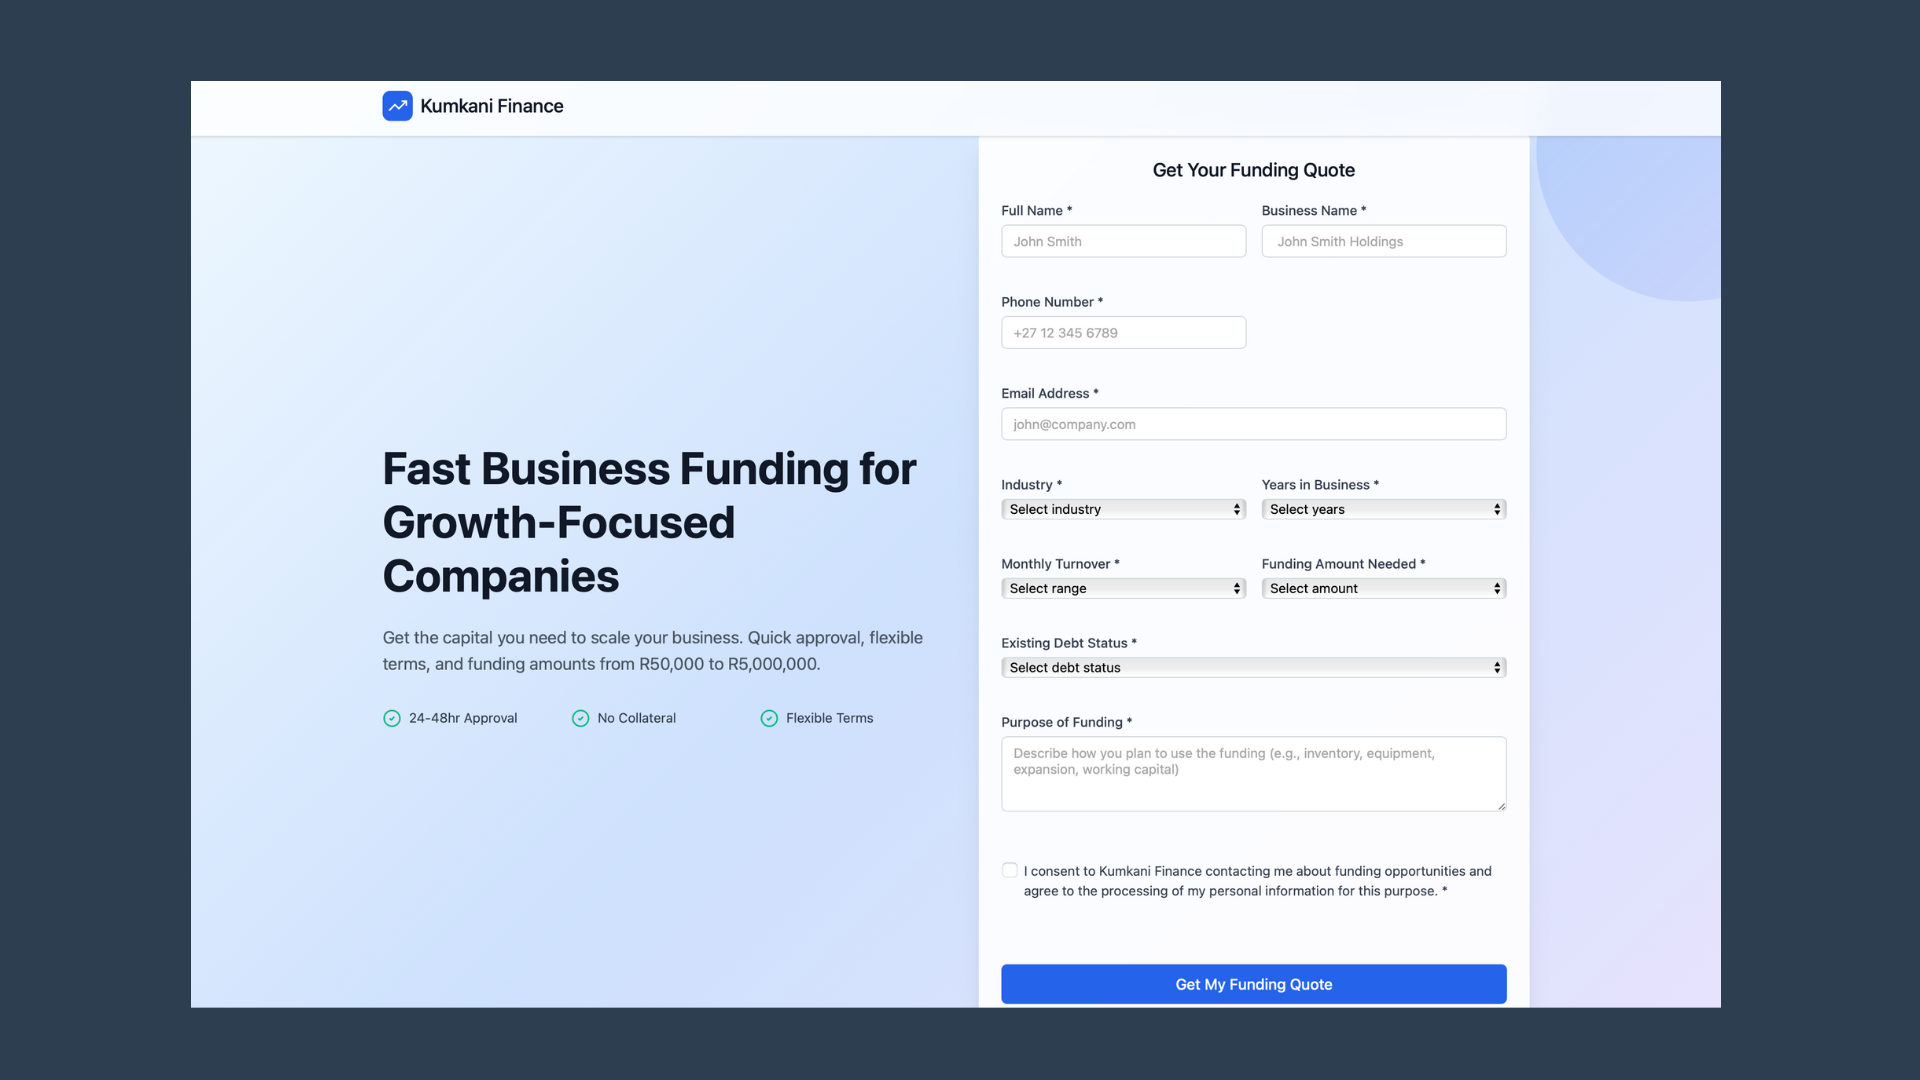 Kumkani Finance
Fast Business Funding for
Growth-Focused
Companies
Get the capital you need to scale your business. Quick approval, flexible
terms, and funding amounts from R50,000 to R5,000,000.
24-48hr Approval
No Collateral
Flexible Terms
Get Your Funding Quote
Full Name *
John Smith
Business Name *
John Smith Holdings
Phone Number *
+27 12 345 6789
Email Address *
john@company.com
Industry *
Select industry
Years in Business *
Select years
Monthly Turnover *
Select range
Funding Amount Needed *
Select amount
Existing Debt Status *
Select debt status
Purpose of Funding *
Describe how you plan to use the funding (e.g., inventory, equipment,
expansion, working capital)
I consent to Kumkani Finance contacting me about funding opportunities and
agree to the processing of my personal information for this purpose. *
Get My Funding Quote